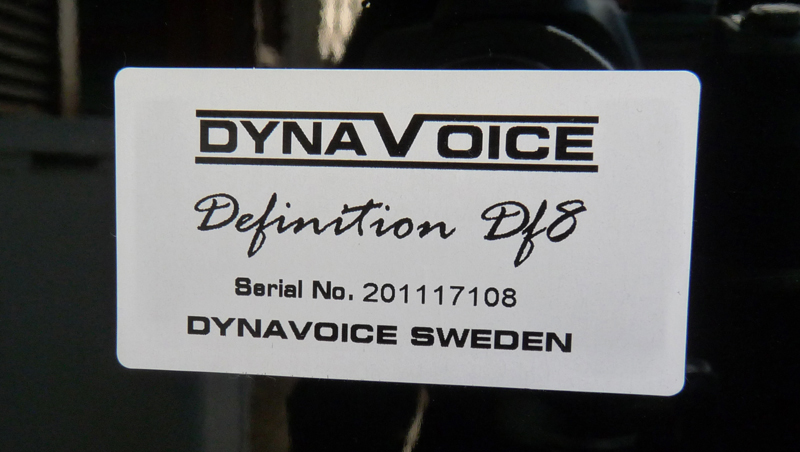 DYNAVOICE
Definition Df8
Serial No. 201117108
DYNAVOICE SWEDEN